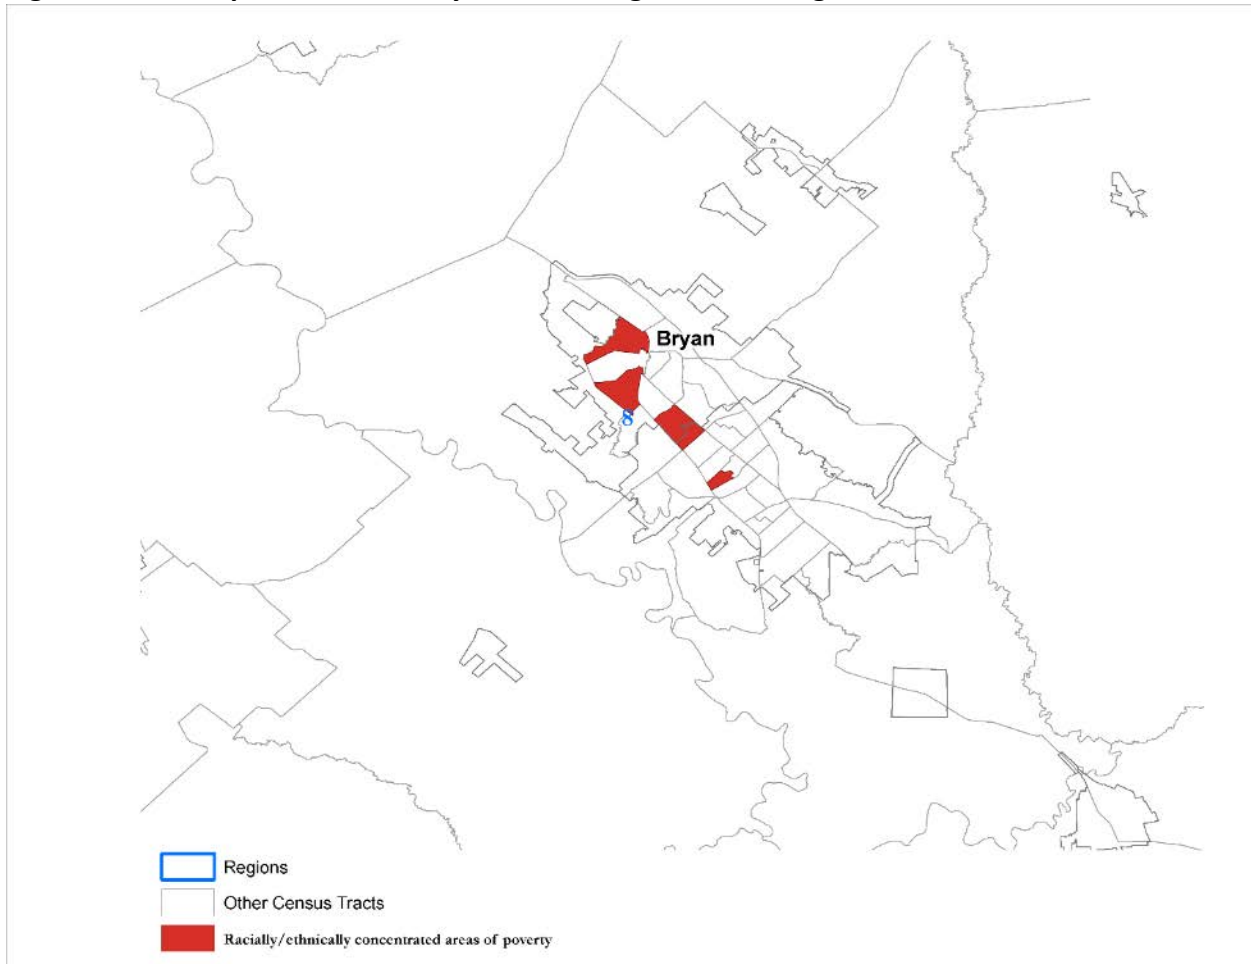 Bryan
8
Regions
Other Census Tracts
Racially/ethnically concentrated areas of poverty